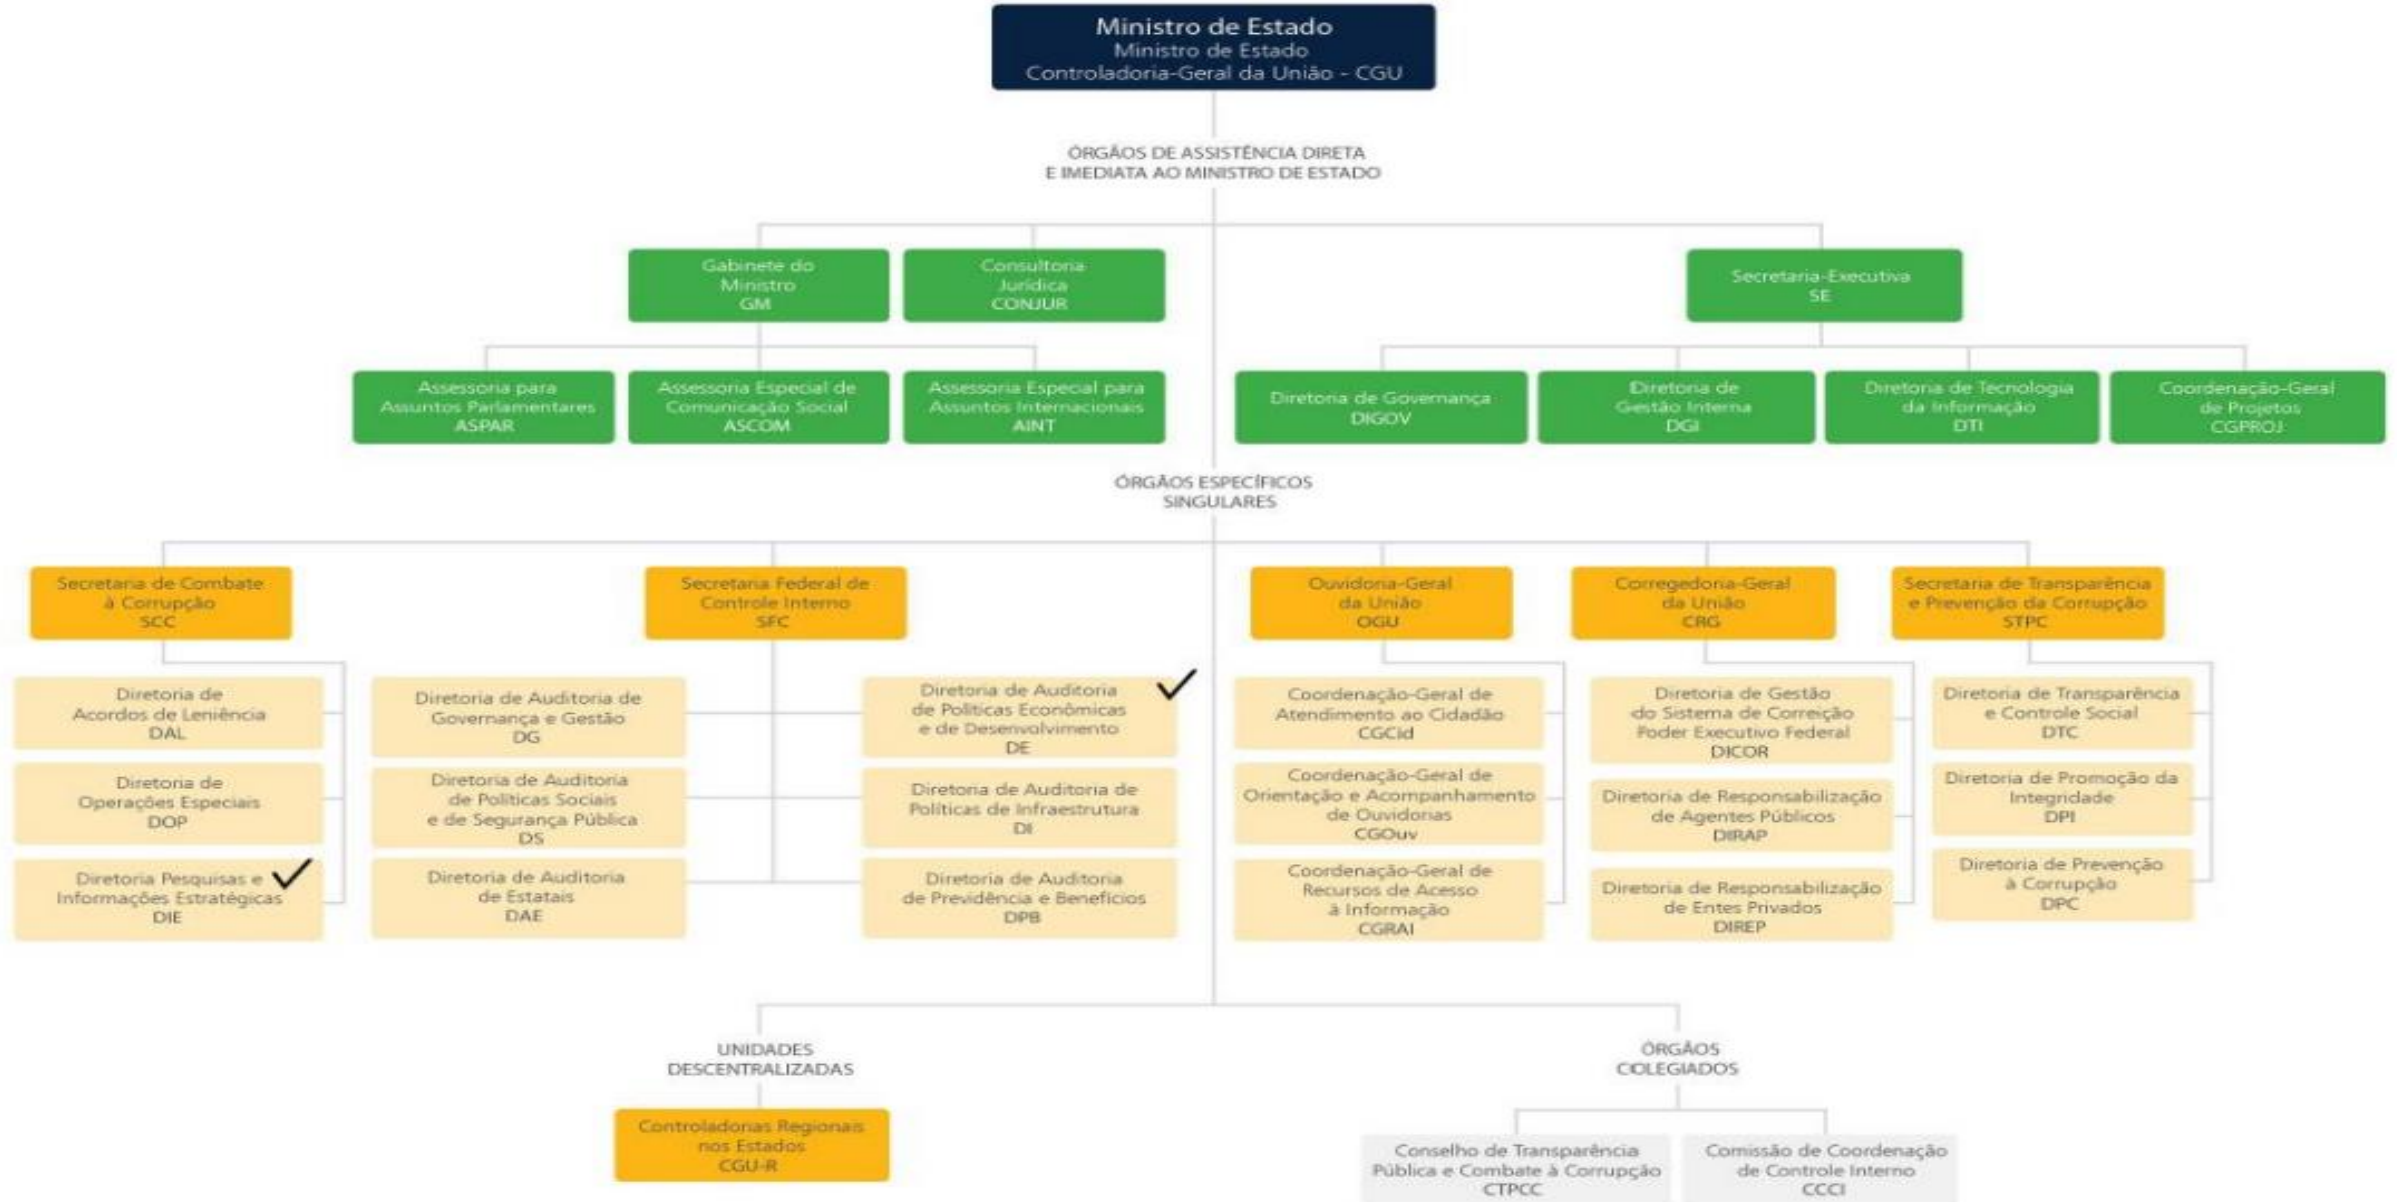 Ministro de Estado
Ministro de Estado
Controladoria-Geral da União - CGU
ÓRGÃOS DE ASSISTÊNCIA DIRETA
E IMEDIATA AO MINISTRO DE ESTADO
Gabinete do
Ministro
GM
Consultoria
Jurídica
CONJUR
Secretaria-Executiva
SE
Assessoria para
Assuntos Parlamentares
ASPAR
Assessoria Especial de
Comunicação Social
ASCOM
Assessoria Especial para
Assuntos Internacionais
AINT
Diretoria de Governança
DIGOV
Diretoria de
Gestão Interna
DGI
Diretoria de Tecnologia
da Informação
DTI
Coordenação-Geral
de Projetos
CGPROJ
ÓRGÃOS ESPECÍFICOS
SINGULARES
Secretaria de Combate
à Corrupção
SCC
Secretaria Federal de
Controle Interno
SFC
Ouvidoria-Geral
da União
OGU
Corregedoria-Geral
da União
CRG
Secretaria de Transparência
e Prevenção da Corrupção
STPC
Diretoria de
Acordos de Leniência
DAL
Diretoria de
Operações Especiais
DOP
Diretoria Pesquisas e
Informações Estratégicas
DIE
Diretoria de Auditoria de
Governança e Gestão
DG
Diretoria de Auditoria
de Políticas Sociais
e de Segurança Pública
DS
Diretoria de Auditoria
de Estatais
DAE
Diretoria de Auditoria
de Políticas Econômicas
e de Desenvolvimento
DE
Diretoria de Auditoria de
Políticas de Infraestrutura
DI
Diretoria de Auditoria
de Previdência e Benefícios
DPB
Coordenação-Geral de
Atendimento ao Cidadão
CGCid
Coordenação-Geral de
Orientação e Acompanhamento
de Ouvidorias
CGOuv
Coordenação-Geral de
Recursos de Acesso
à Informação
CGRAI
Diretoria de Gestão
do Sistema de Correição
Poder Executivo Federal
DICOR
Diretoria de Responsabilização
de Agentes Públicos
DIRAP
Diretoria de Responsabilização
de Entes Privados
DIREP
Diretoria de Transparência
e Controle Social
DTC
Diretoria de Promoção da
Integridade
DPI
Diretoria de Prevenção
à Corrupção
DPC
UNIDADES
DESCENTRALIZADAS
Controladorias Regionais
nos Estados
CGU-R
ÓRGÃOS
COLEGIADOS
Conselho de Transparência
Pública e Combate à Corrupção
CTPCC
Comissão de Coordenação
de Controle Interno
CCCI